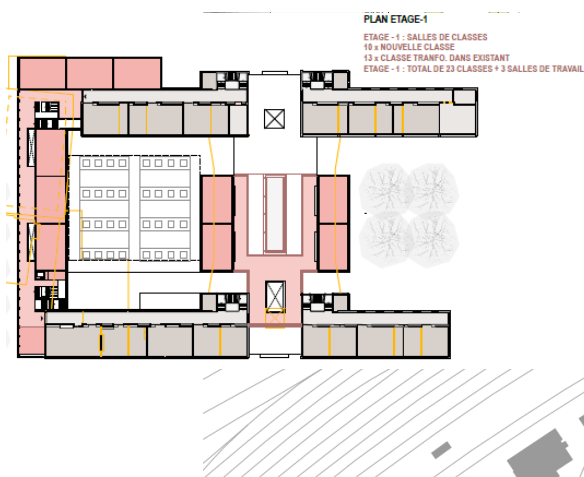 PLAN ETAGE-1
ETAGE - 1 : SALLES DE CLASSES
10 x NOUVELLE CLASSE
13 x CLASSE TRANFO. DANS EXISTANT
ETAGE - 1 : TOTAL DE 23 CLASSES + 3 SALLES DE TRAVAIL